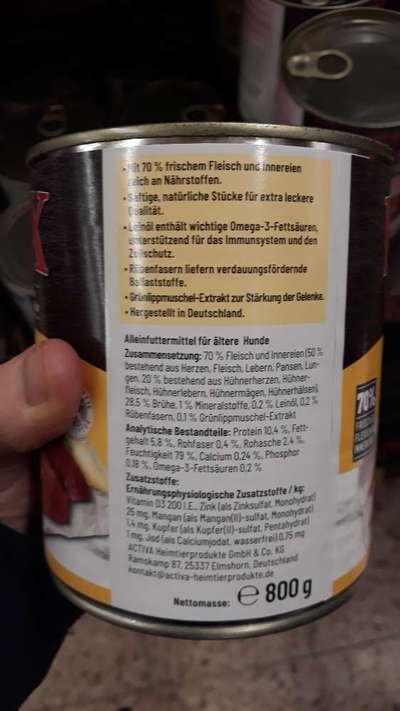 • Mit 70 % frischem Fleisch und Innereien
reich an Nährstoffen.
• Saftige, natürliche Stücke für extra leckere
Qualität.
• Leinöl enthält wichtige Omega-3-Fettsäuren,
unterstützend für das Immunsystem und den
Zellschutz.
• Rübenfasern liefern verdauungsfördernde
Ballaststoffe.
• Grünlippmuschel-Extrakt zur Stärkung der Gelenke.
• Hergestellt in Deutschland.
Alleinfuttermittel für ältere Hunde
Zusammensetzung: 70 % Fleisch und Innereien (50 %
bestehend aus Herzen, Fleisch, Lebern, Pansen, Lun-
gen, 20 % bestehend aus Hühnerherzen, Hühner-
fleisch, Hühnerlebern, Hühnermägen, Hühnerhälsen),
28,5 % Brühe, 1 % Mineralstoffe, 0,2 % Leinöl, 0,2 %
Rübenfasern, 0,1 % Grünlippmuschel-Extrakt
Analytische Bestandteile: Protein 10,4 %, Fett-
gehalt 5,8 %, Rohfaser 0,4 %, Rohasche 2,4 %,
Feuchtigkeit 79 %, Calcium 0,24 %, Phosphor
0,18 %, Omega-3-Fettsäuren 0,2 %
Zusatzstoffe:
Ernährungsphysiologische Zusatzstoffe / kg:
Vitamin D3 200 I.E., Zink (als Zinksulfat, Monohydrat)
25 mg, Mangan (als Mangan(II)-sulfat, Monohydrat)
1,4 mg, Kupfer (als Kupfer(II)-sulfat, Pentahydrat)
1 mg, Jod (als Calciumjodat, wasserfrei) 0,75 mg
ACTIVA Heimtierprodukte GmbH & Co. KG
Ramskamp 87, 25337 Elmshorn, Deutschland
kontakt@activa-heimtierprodukte.de
Nettomasse: e 800 g
70%